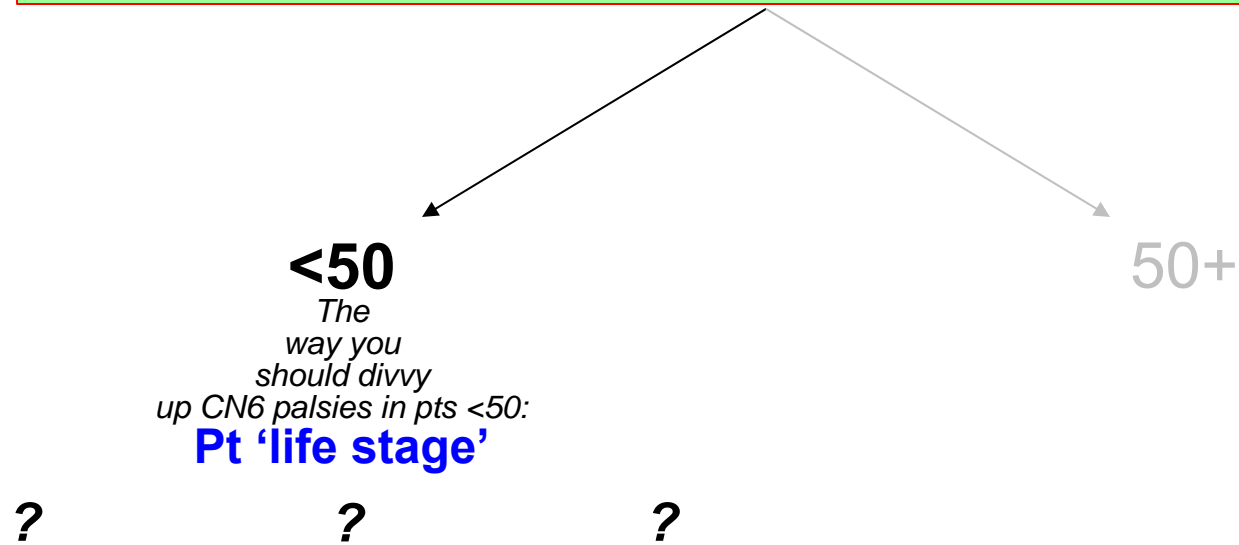 <50
50+
The
way you
should divvy
up CN6 palsies in pts <50:
Pt ‘life stage’
? ? ?